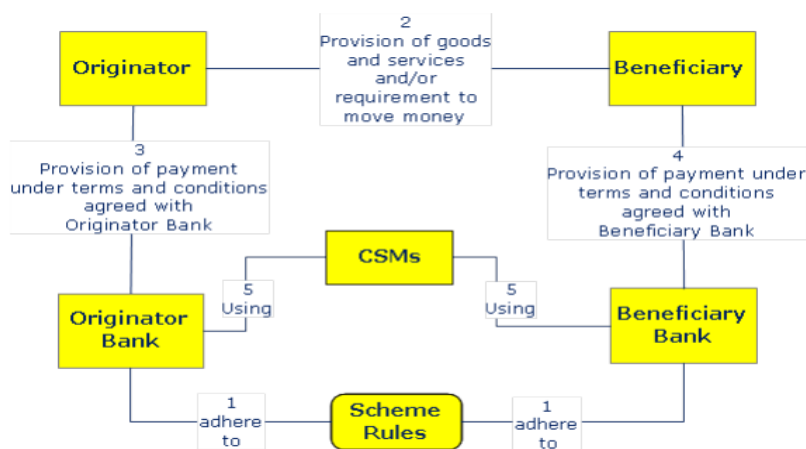 Originator
2
Provision of goods
and services
and/or
requirement to
move money
Beneficiary
3
Provision of payment
under terms and conditions
agreed with
Originator Bank
4
Provision of payment under
terms and conditions
agreed with
Beneficiary Bank
CSMs
5
Using
5
Using
Originator
Bank
Beneficiary
Bank
1
adhere
to
Scheme
Rules
1
adhere
to